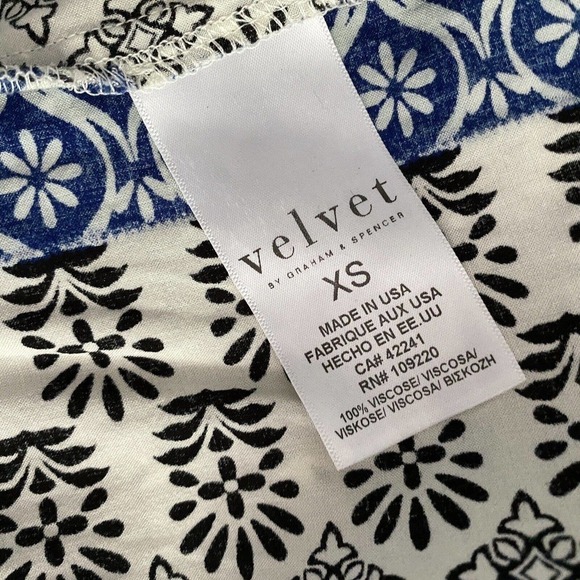 velvet
BY GRAHAM & SPENCER
XS
MADE IN USA
FABRIQUE AUX USA
HECHO EN EE.UU
CA# 42241
RN# 109220
100% VISCOSE/ VISCOSA/
VISKOSE/ VISCOSA/ ΒΙΣΚΟΖΗ